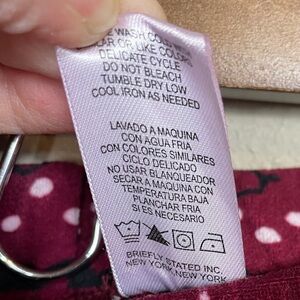 WASH COLD
OR LIKE COLORS
DELICATE CYCLE
DO NOT BLEACH
TUMBLE DRY LOW
COOL IRON AS NEEDED
LAVADO A MAQUINA
CON AGUA FRIA
CON COLORES SIMILARES
CICLO DELICADO
NO USAR BLANQUEADOR
SECAR A MAQUINA CON
TEMPERATURA BAJA
PLANCHAR FRIA
SI ES NECESARIO
BRIEFLY STATED INC.
NEW YORK, NEW YORK